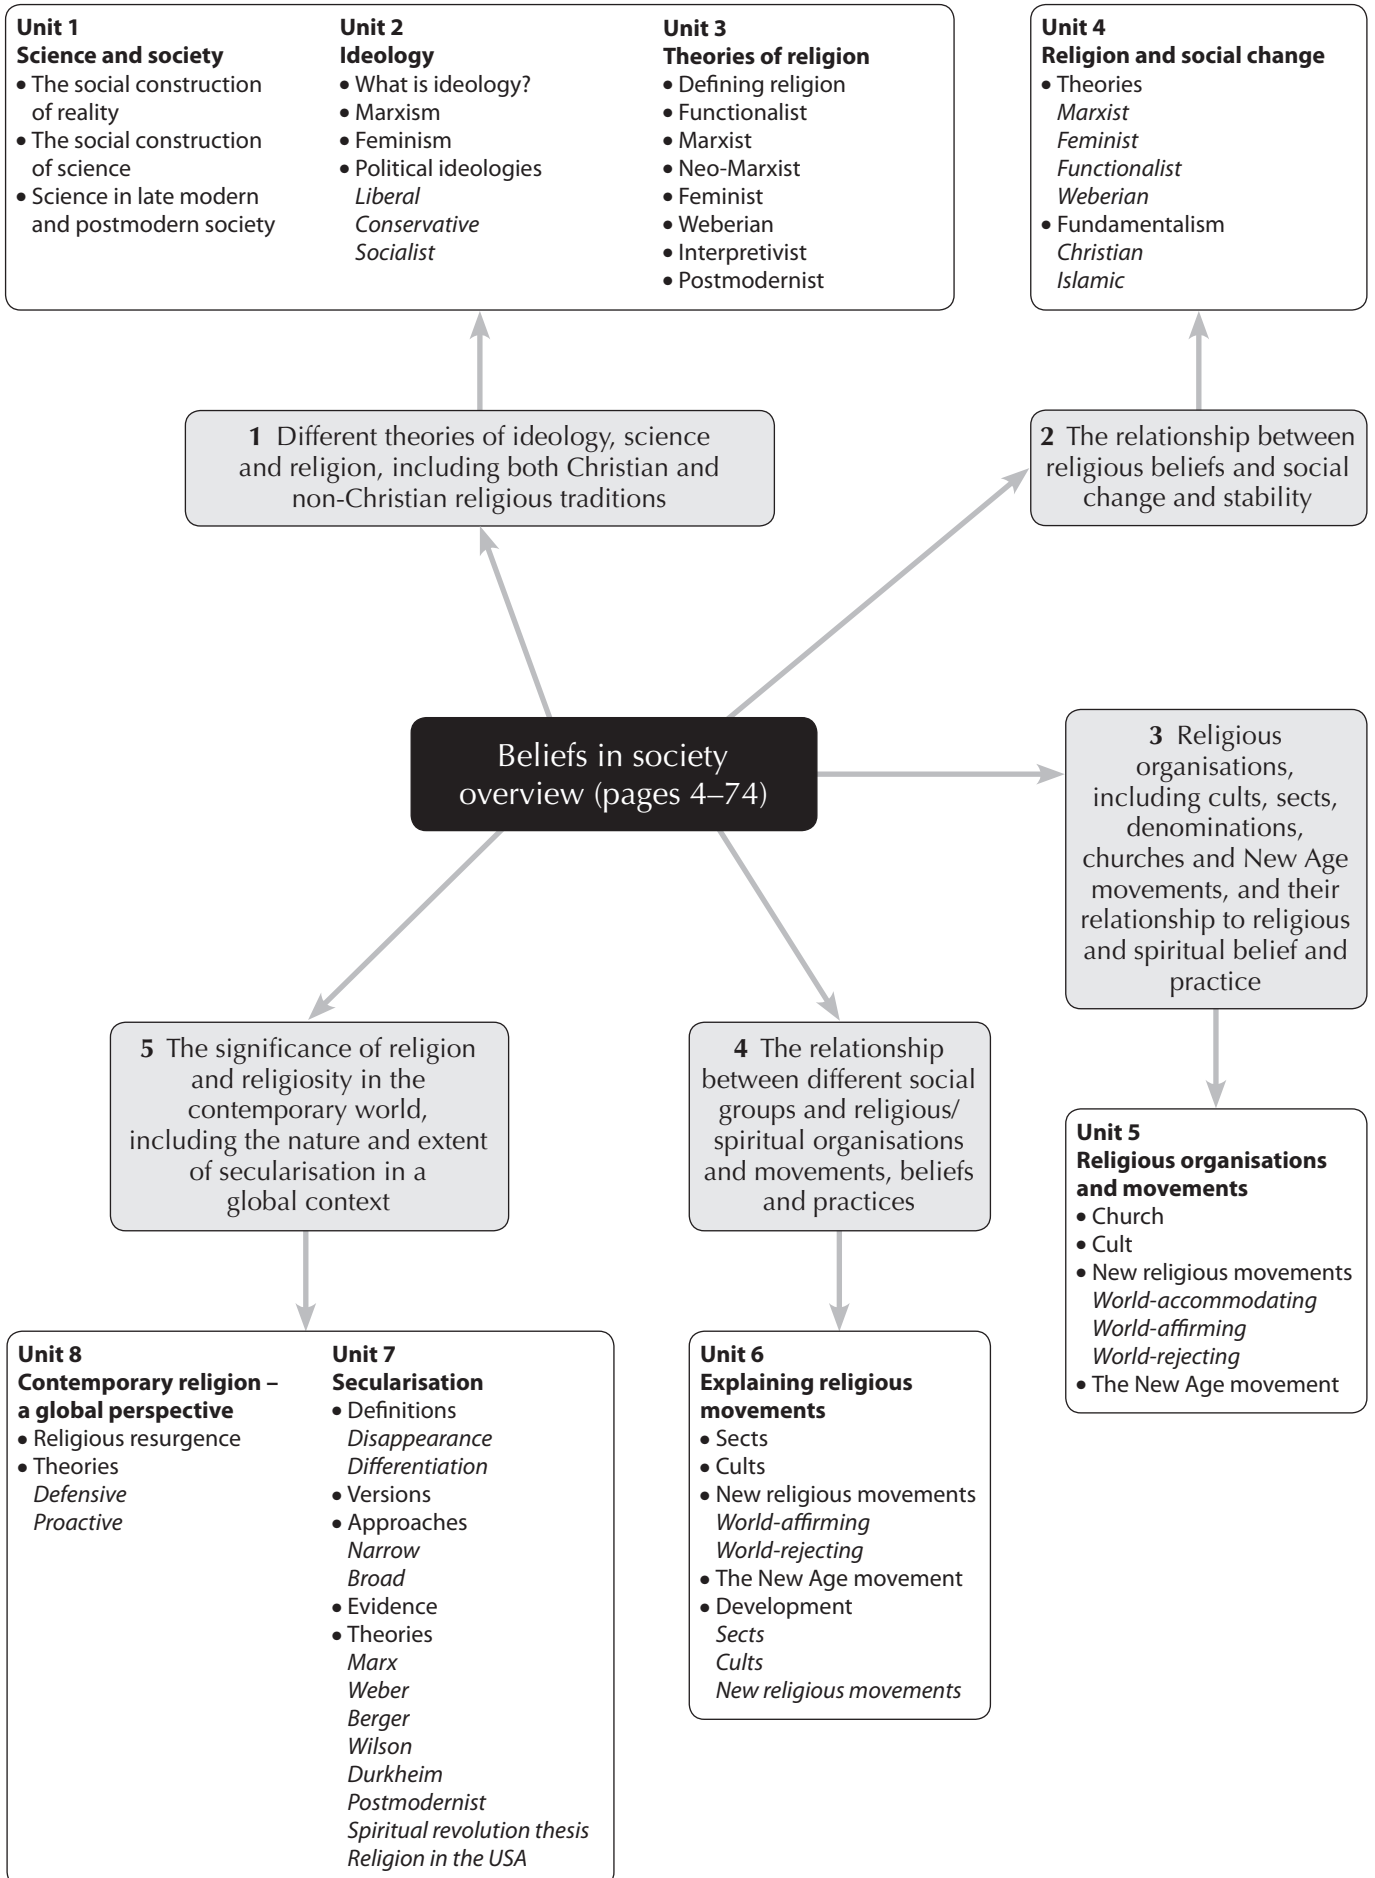 Unit 1
Science and society
• The social construction
of reality
• The social construction
of science
• Science in late modern
and postmodern society
Unit 2
Ideology
• What is ideology?
• Marxism
• Feminism
• Political ideologies
Liberal
Conservative
Socialist
Unit 3
Theories of religion
• Defining religion
• Functionalist
• Marxist
• Neo-Marxist
• Feminist
• Weberian
• Interpretivist
• Postmodernist
Unit 4
Religion and social change
• Theories
Marxist
Feminist
Functionalist
Weberian
• Fundamentalism
Christian
Islamic
1 Different theories of ideology, science
and religion, including both Christian and
non-Christian religious traditions
2 The relationship between
religious beliefs and social
change and stability
Beliefs in society
overview (pages 4–74)
3 Religious
organisations,
including cults, sects,
denominations,
churches and New Age
movements, and their
relationship to religious
and spiritual belief and
practice
5 The significance of religion
and religiosity in the
contemporary world,
including the nature and extent
of secularisation in a
global context
4 The relationship
between different social
groups and religious/
spiritual organisations
and movements, beliefs
and practices
Unit 5
Religious organisations
and movements
• Church
• Cult
• New religious movements
World-accommodating
World-affirming
World-rejecting
• The New Age movement
Unit 8
Contemporary religion –
a global perspective
• Religious resurgence
• Theories
Defensive
Proactive
Unit 7
Secularisation
• Definitions
Disappearance
Differentiation
• Versions
• Approaches
Narrow
Broad
• Evidence
• Theories
Marx
Weber
Berger
Wilson
Durkheim
Postmodernist
Spiritual revolution thesis
Religion in the USA
Unit 6
Explaining religious
movements
• Sects
• Cults
• New religious movements
World-affirming
World-rejecting
• The New Age movement
• Development
Sects
Cults
New religious movements